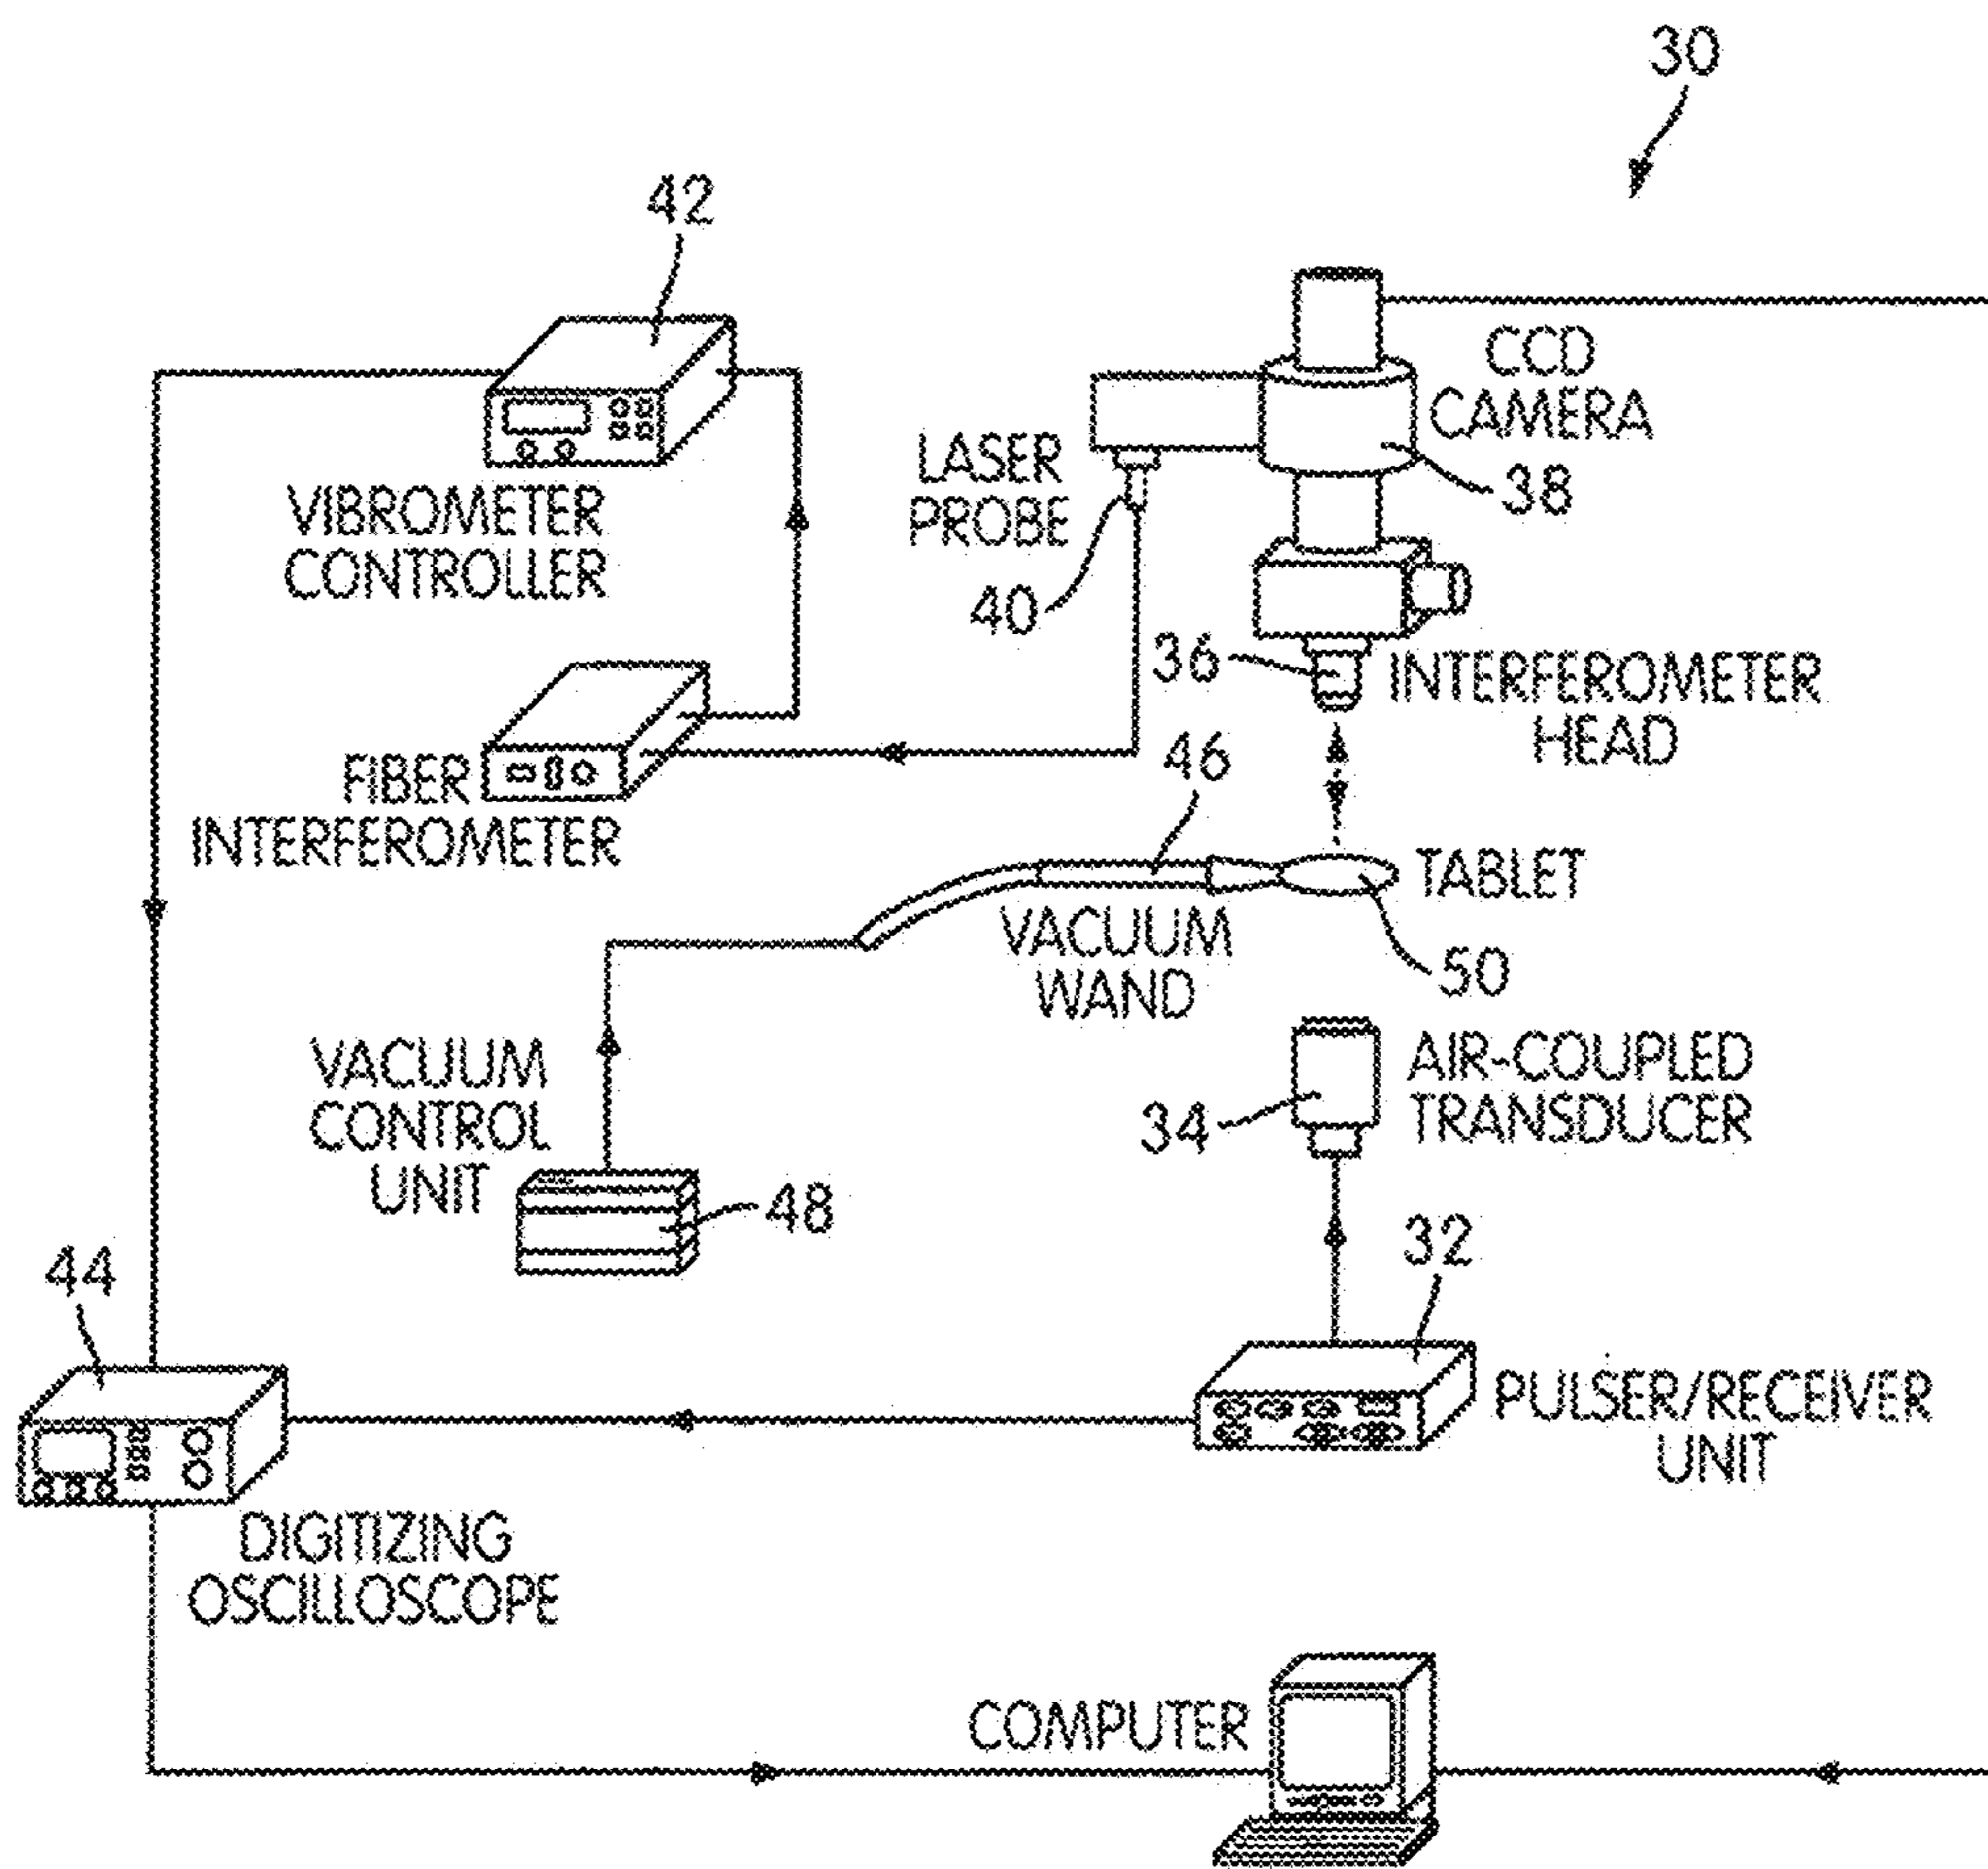 30
42
CCD
CAMERA
LASER
PROBE
38
VIBROMETER
CONTROLLER
40
36
INTERFEROMETER
HEAD
46
FIBER
INTERFEROMETER
TABLET
VACUUM
WAND
50
VACUUM
CONTROL
UNIT
AIR-COUPLED
TRANSDUCER
34
48
32
44
PULSER/RECEIVER
UNIT
DIGITIZING
OSCILLOSCOPE
COMPUTER